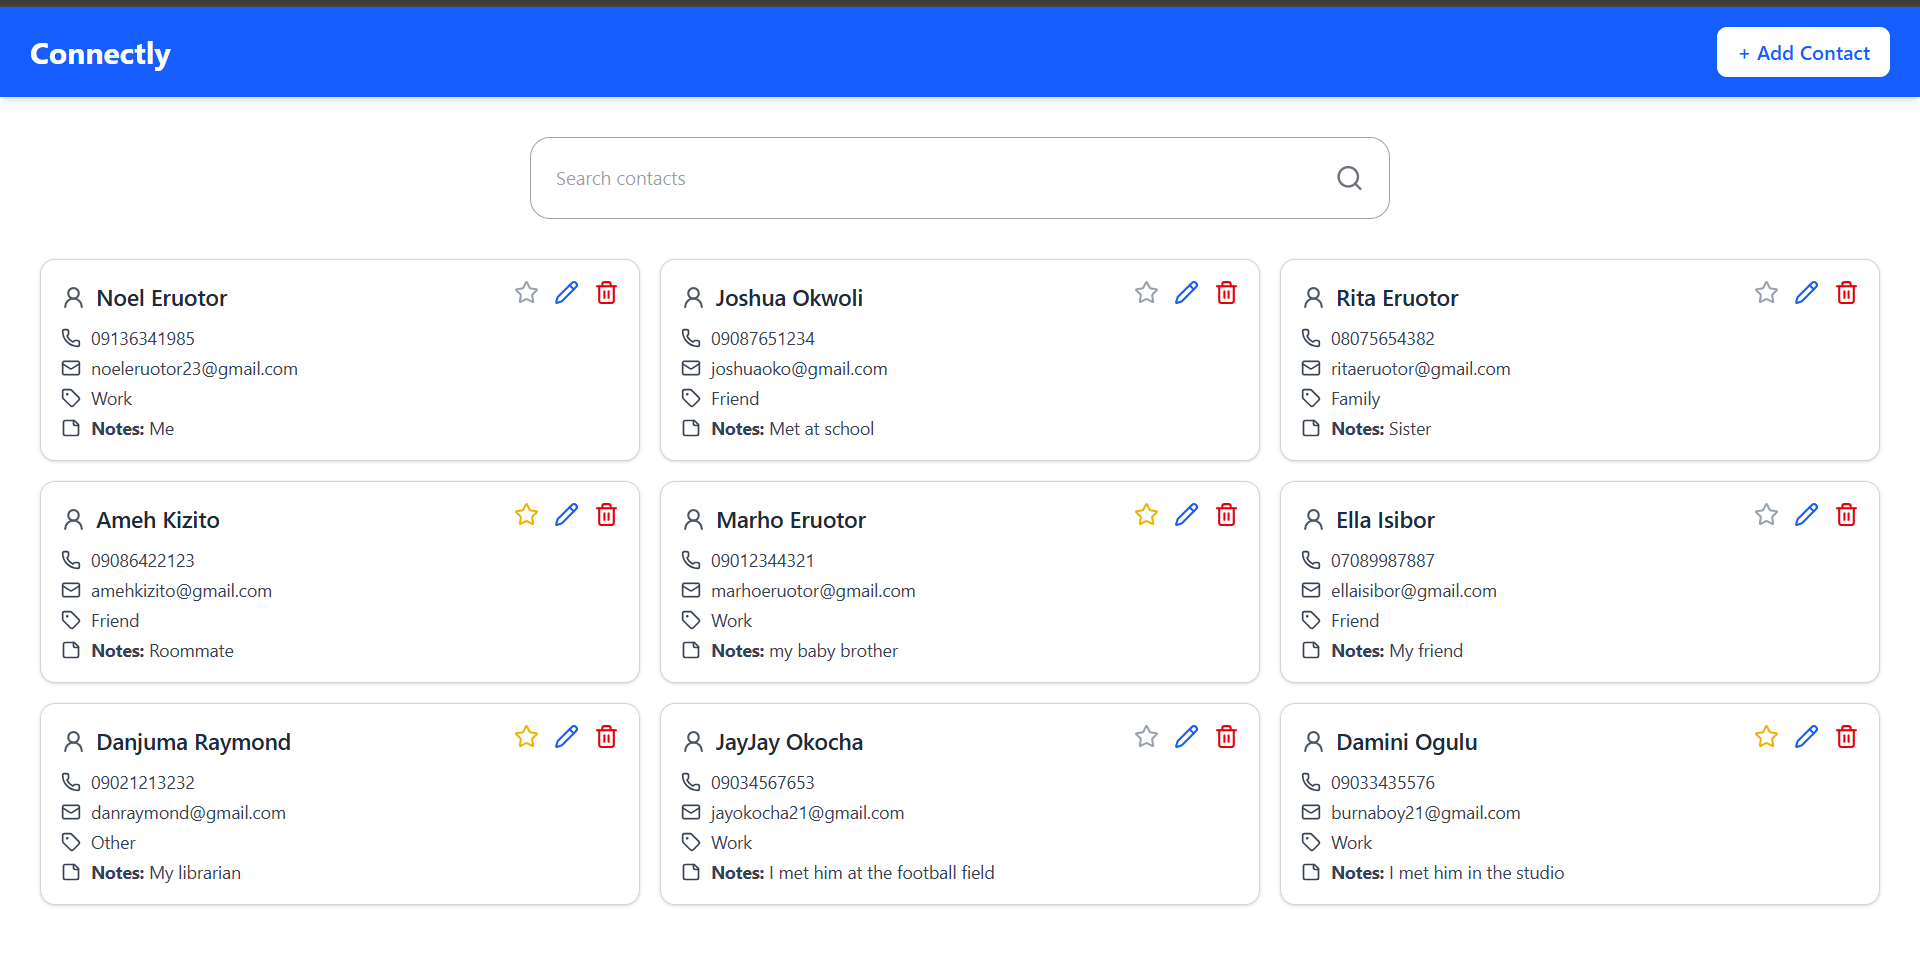 Connectly
+ Add Contact
Search contacts
Noel Eruotor
09136341985
noeleruotor23@gmail.com
Work
Notes: Me
Joshua Okwoli
09087651234
joshuaoko@gmail.com
Friend
Notes: Met at school
Rita Eruotor
08075654382
ritaeruotor@gmail.com
Family
Notes: Sister
Ameh Kizito
09086422123
amehkizito@gmail.com
Friend
Notes: Roommate
Marho Eruotor
09012344321
marhoeruotor@gmail.com
Work
Notes: my baby brother
Ella Isibor
07089987887
ellaisibor@gmail.com
Friend
Notes: My friend
Danjuma Raymond
09021213232
danraymond@gmail.com
Other
Notes: My librarian
JayJay Okocha
09034567653
jayokocha21@gmail.com
Work
Notes: I met him at the football field
Damini Ogulu
09033435576
burnaboy21@gmail.com
Work
Notes: I met him in the studio